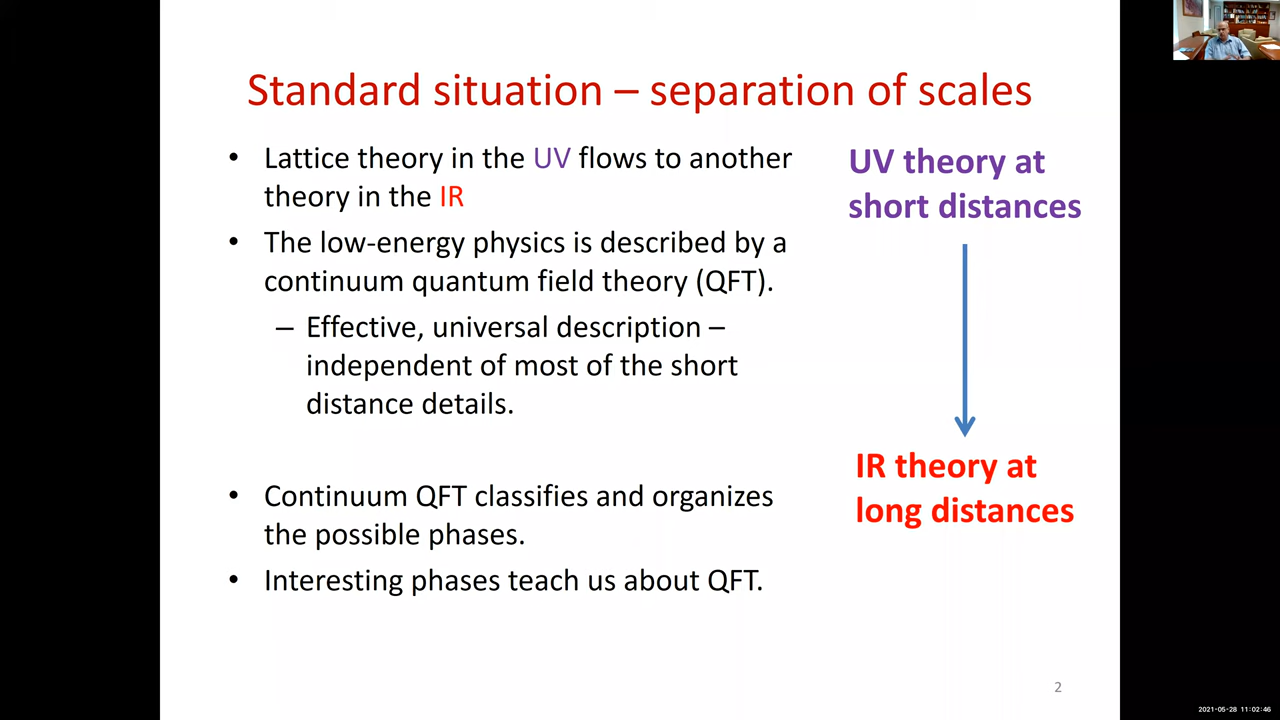 Standard situation – separation of scales
• Lattice theory in the UV flows to another
theory in the IR
• The low-energy physics is described by a
continuum quantum field theory (QFT).
– Effective, universal description –
independent of most of the short
distance details.
• Continuum QFT classifies and organizes
the possible phases.
• Interesting phases teach us about QFT.
UV theory at
short distances
IR theory at
long distances
2
2021-05-28 11:02:46